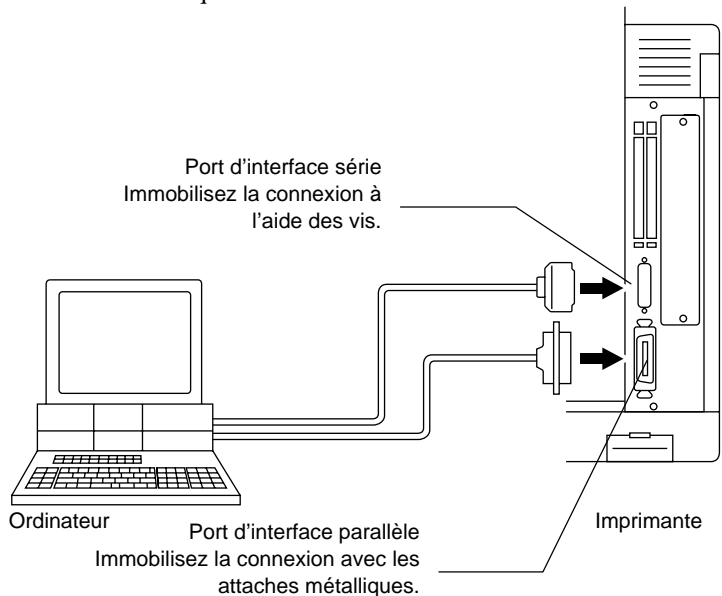 Port d’interface série
Immobilisez la connexion à
l’aide des vis.
Ordinateur
Port d’interface parallèle
Immobilisez la connexion avec les
attaches métalliques.
Imprimante